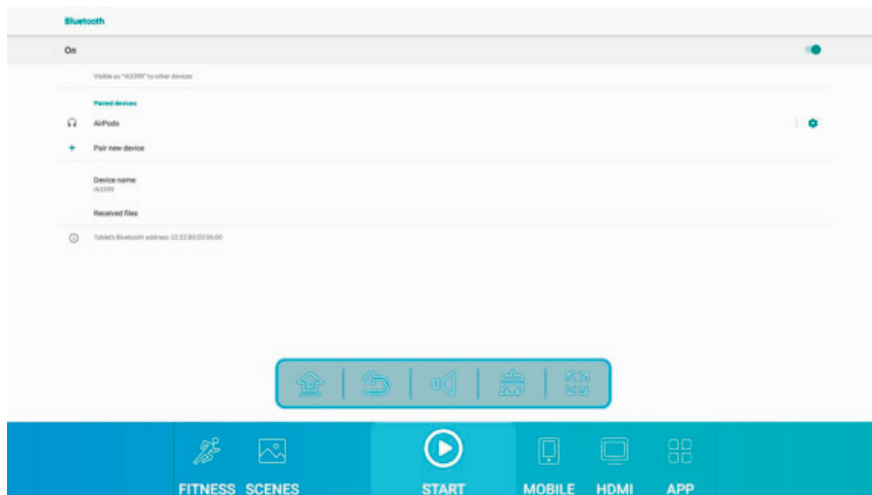 Bluetooth
On
Visible as "rk3399" to other devices
Paired devices
AirPods
Pair new device
Device name
rk3399
Received files
Tablet's Bluetooth address: 22:22:80:D2:06:00
FITNESS SCENES START MOBILE HDMI APP